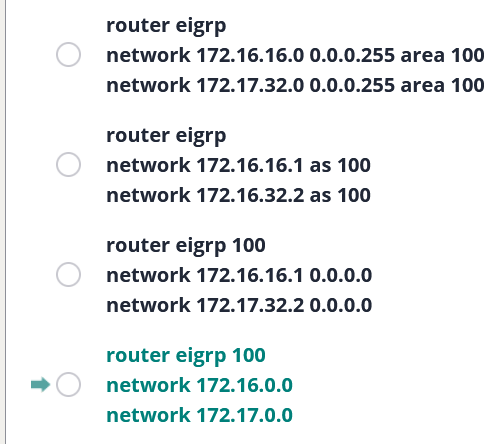 router eigrp
network 172.16.16.0 0.0.0.255 area 100
network 172.17.32.0 0.0.0.255 area 100
router eigrp
network 172.16.16.1 as 100
network 172.16.32.2 as 100
router eigrp 100
network 172.16.16.1 0.0.0.0
network 172.17.32.2 0.0.0.0
router eigrp 100
network 172.16.0.0
network 172.17.0.0